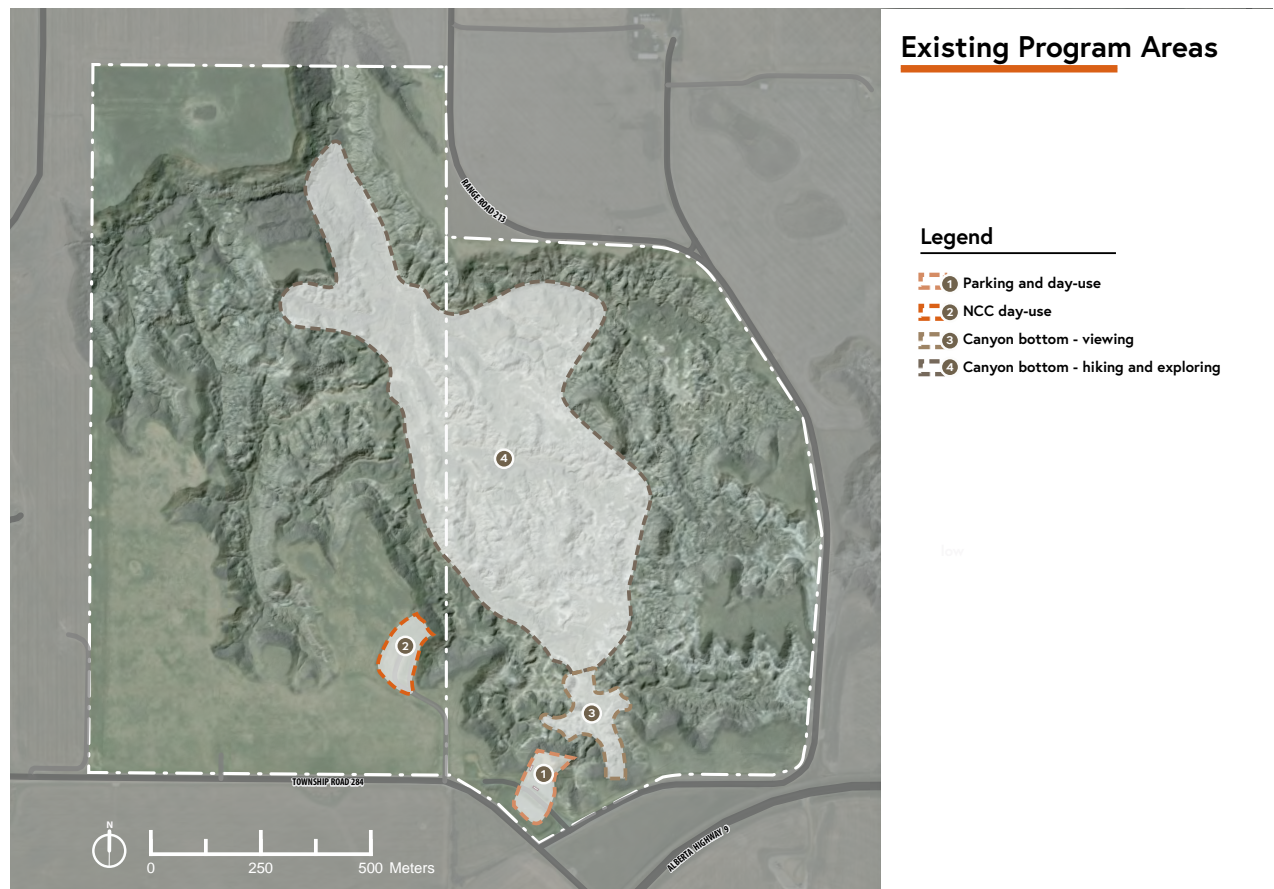 Existing Program Areas
RANGE ROAD 213
Legend
1 Parking and day-use
2 NCC day-use
3 Canyon bottom - viewing
4 Canyon bottom - hiking and exploring
4
low
2
3
1
TOWNSHIP ROAD 284
N
ALBERTA HIGHWAY 9
0 250 500 Meters